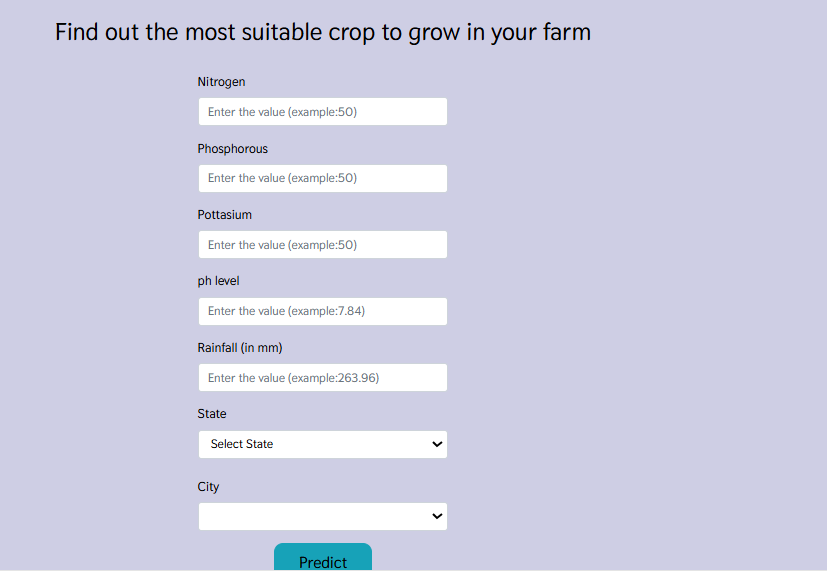 Find out the most suitable crop to grow in your farm
Nitrogen
Enter the value (example:50)
Phosphorous
Enter the value (example:50)
Pottasium
Enter the value (example:50)
ph level
Enter the value (example:7.84)
Rainfall (in mm)
Enter the value (example:263.96)
State
Select State
City
Predict